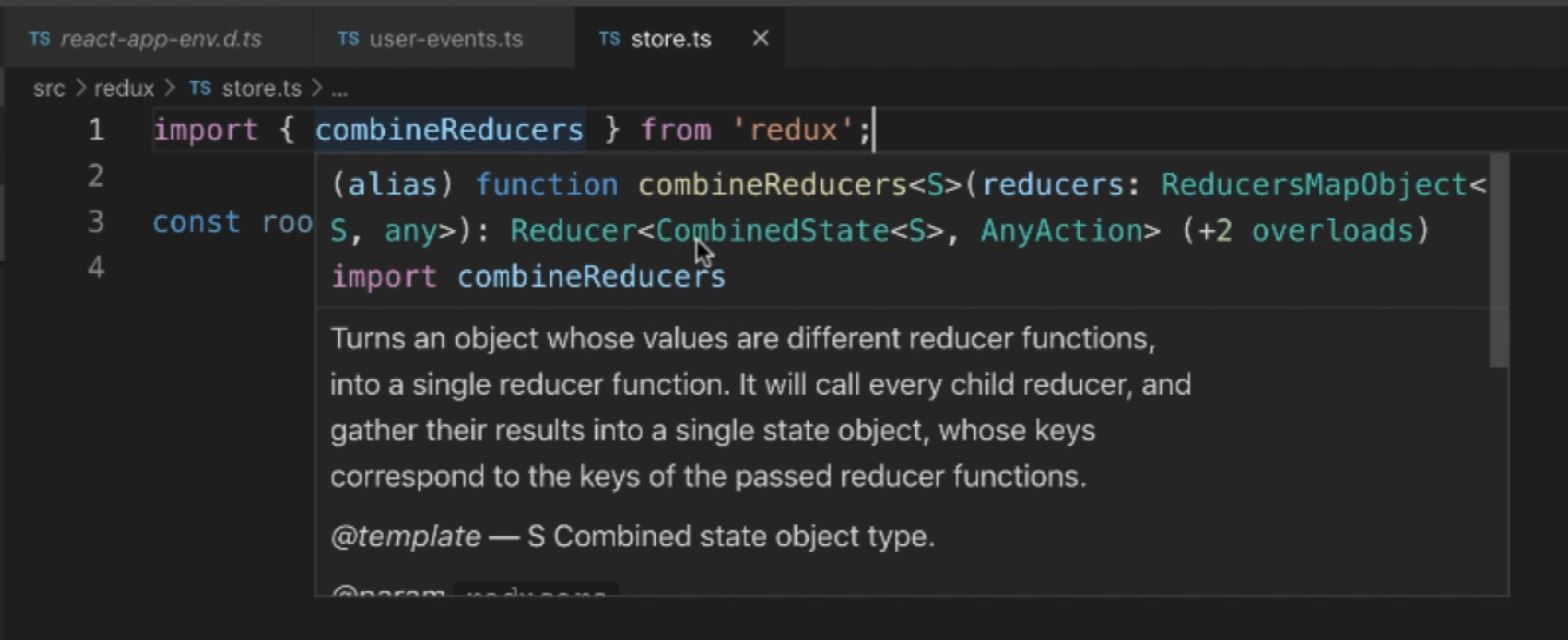 TS react-app-env.d.ts TS user-events.ts TS store.ts ×
src > redux > TS store.ts > ...
1 import { combineReducers } from 'redux';
(alias) function combineReducers<S>(reducers: ReducersMapObject<
2
S, any>): Reducer<CombinedState<S>, AnyAction> (+2 overloads)
3 const roo
import combineReducers
4
Turns an object whose values are different reducer functions,
into a single reducer function. It will call every child reducer, and
gather their results into a single state object, whose keys
correspond to the keys of the passed reducer functions.
@template — S Combined state object type.
@param reducers